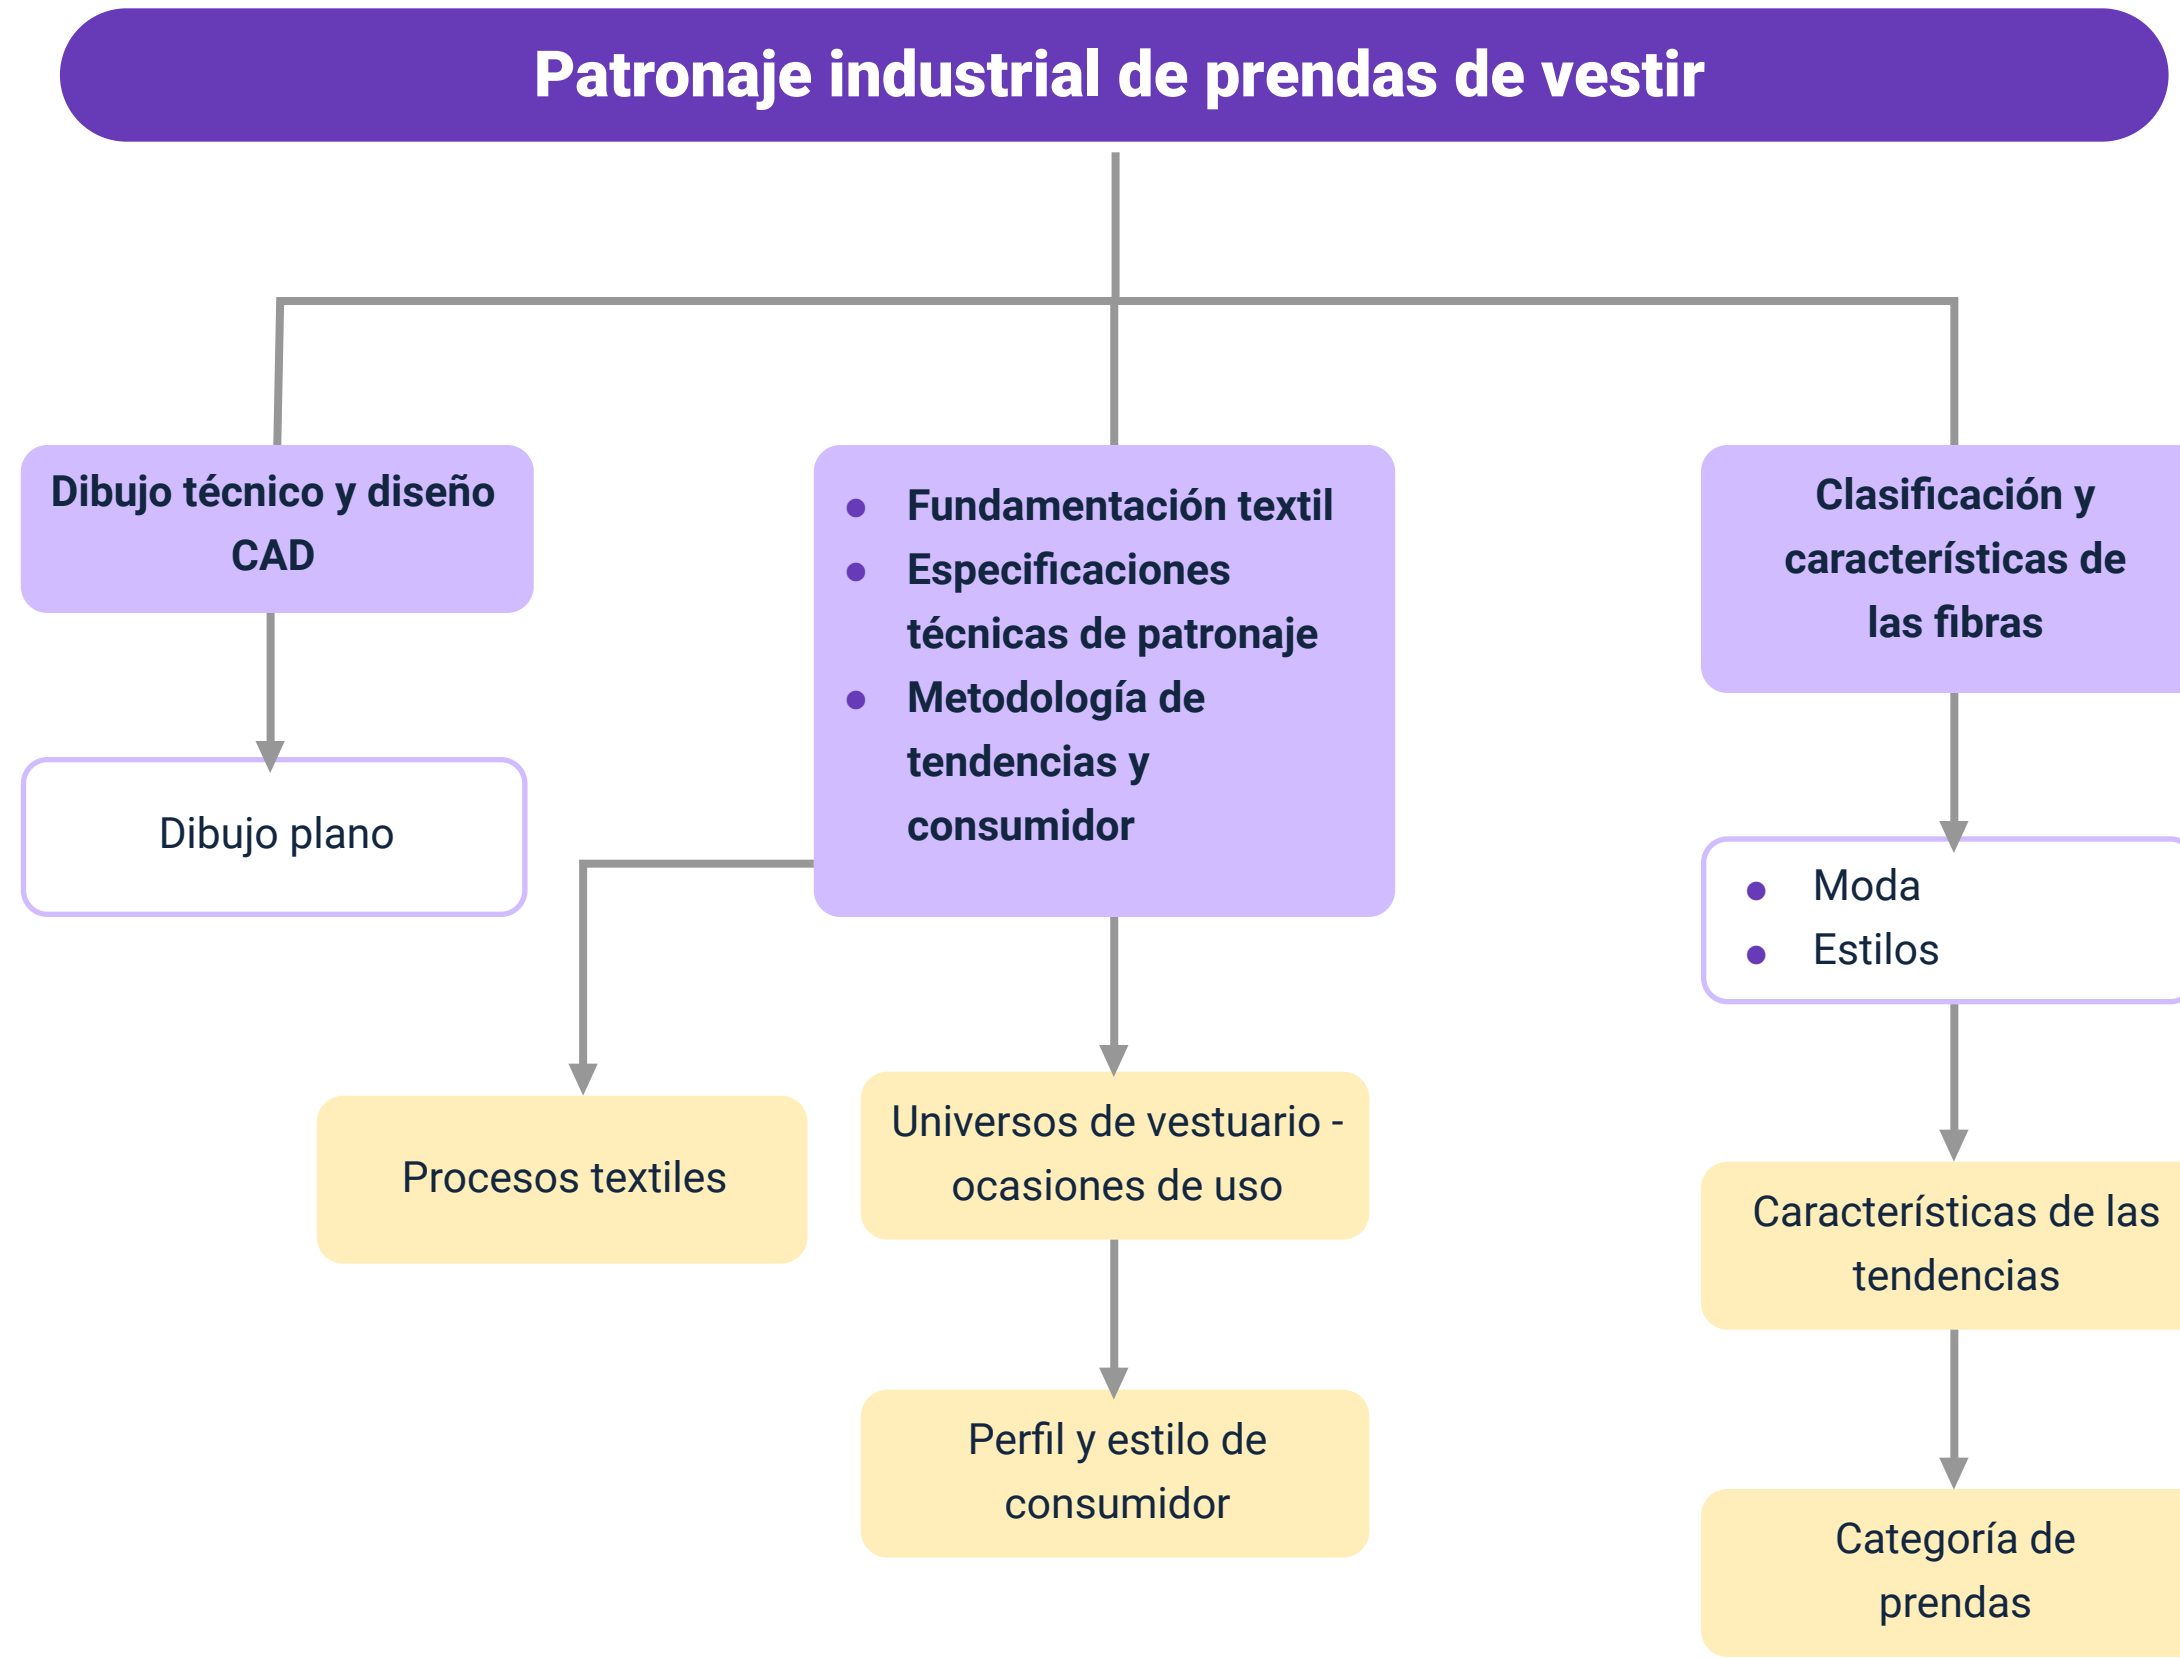 Patronaje industrial de prendas de vestir
Dibujo técnico y diseño
CAD
Dibujo plano
• Fundamentación textil
• Especificaciones
técnicas de patronaje
• Metodología de
tendencias y
consumidor
Procesos textiles
Universos de vestuario -
ocasiones de uso
Perfil y estilo de
consumidor
Clasificación y
características de
las fibras
• Moda
• Estilos
Características de las
tendencias
Categoría de
prendas